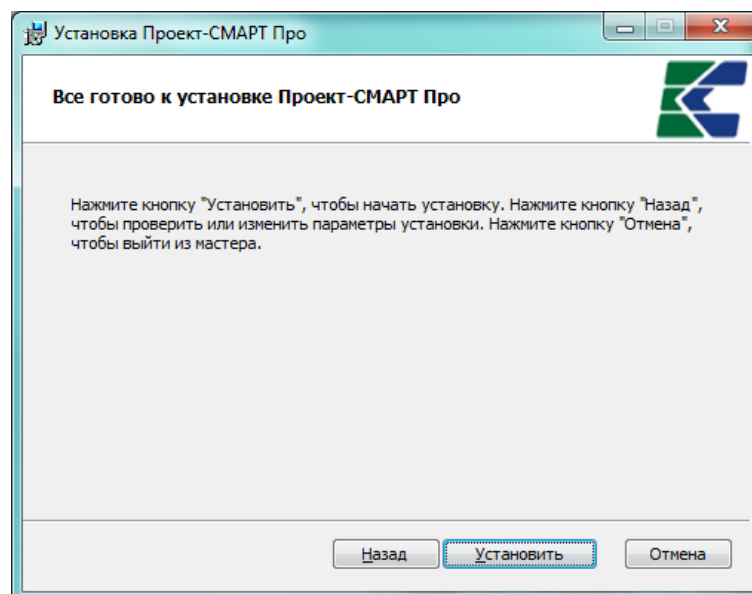 Установка Проект-СМАРТ Про
Все готово к установке Проект-СМАРТ Про
Нажмите кнопку "Установить", чтобы начать установку. Нажмите кнопку "Назад",
чтобы проверить или изменить параметры установки. Нажмите кнопку "Отмена",
чтобы выйти из мастера.
Назад Установить Отмена